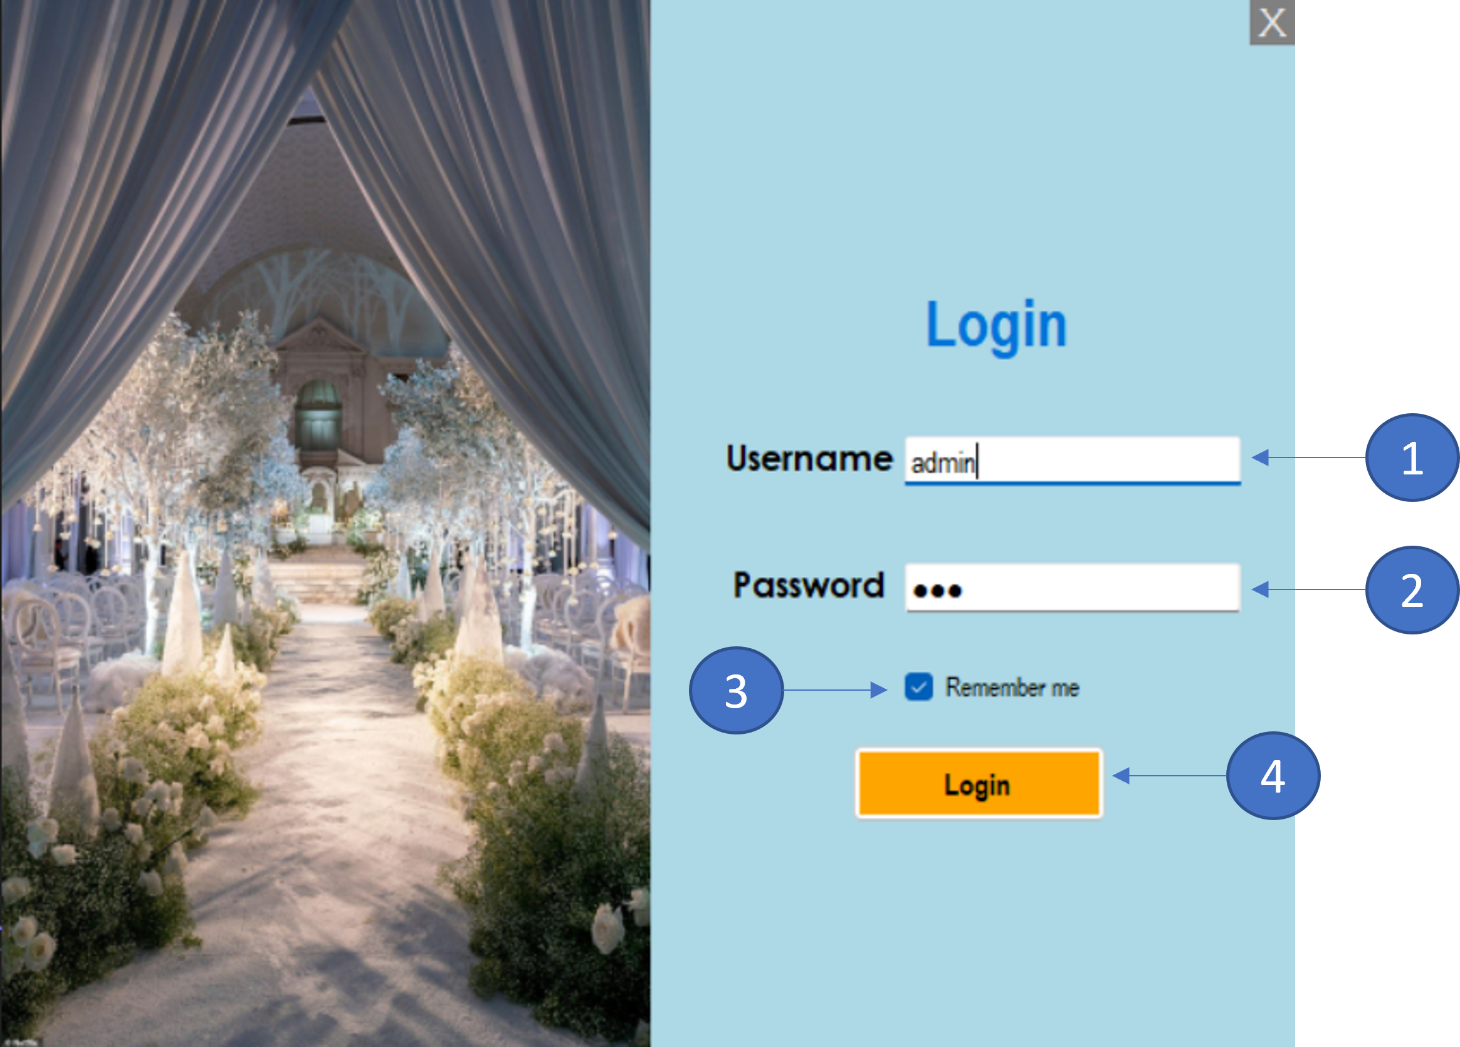 X
Login
Username admin 1
Password ●●● 2
3 Remember me
Login 4